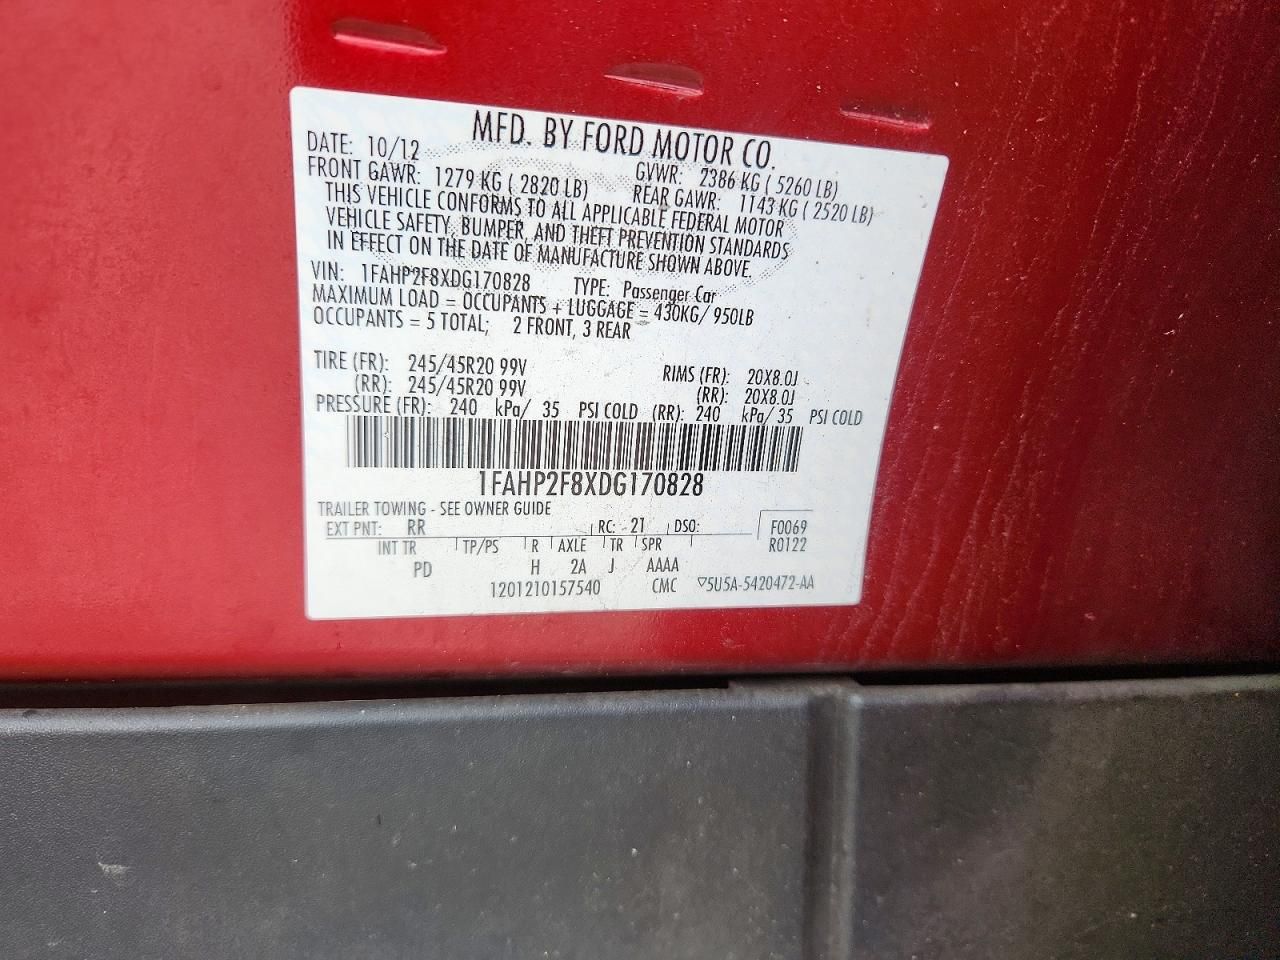 MFD. BY FORD MOTOR CO.
DATE: 10/12 GVWR: 2386 KG ( 5260 LB)
FRONT GAWR: 1279 KG ( 2820 LB) REAR GAWR: 1143 KG ( 2520 LB)
THIS VEHICLE CONFORMS TO ALL APPLICABLE FEDERAL MOTOR
VEHICLE SAFETY, BUMPER, AND THEFT PREVENTION STANDARDS
IN EFFECT ON THE DATE OF MANUFACTURE SHOWN ABOVE.
VIN: 1FAHP2F8XDG170828 TYPE: Passenger Car
MAXIMUM LOAD = OCCUPANTS + LUGGAGE = 430KG/ 950LB
OCCUPANTS = 5 TOTAL; 2 FRONT, 3 REAR
TIRE (FR): 245/45R20 99V RIMS (FR): 20X8.0J
(RR): 245/45R20 99V (RR): 20X8.0J
PRESSURE (FR): 240 kPa/ 35 PSI COLD (RR): 240 kPa/ 35 PSI COLD
1FAHP2F8XDG170828
TRAILER TOWING - SEE OWNER GUIDE
EXT PNT: RR RC: 21 DSO: F0069
INT TR TP/PS R AXLE TR SPR R0122
PD H 2A J AAAA
1201210157540 CMC ▽5U5A-5420472-AA